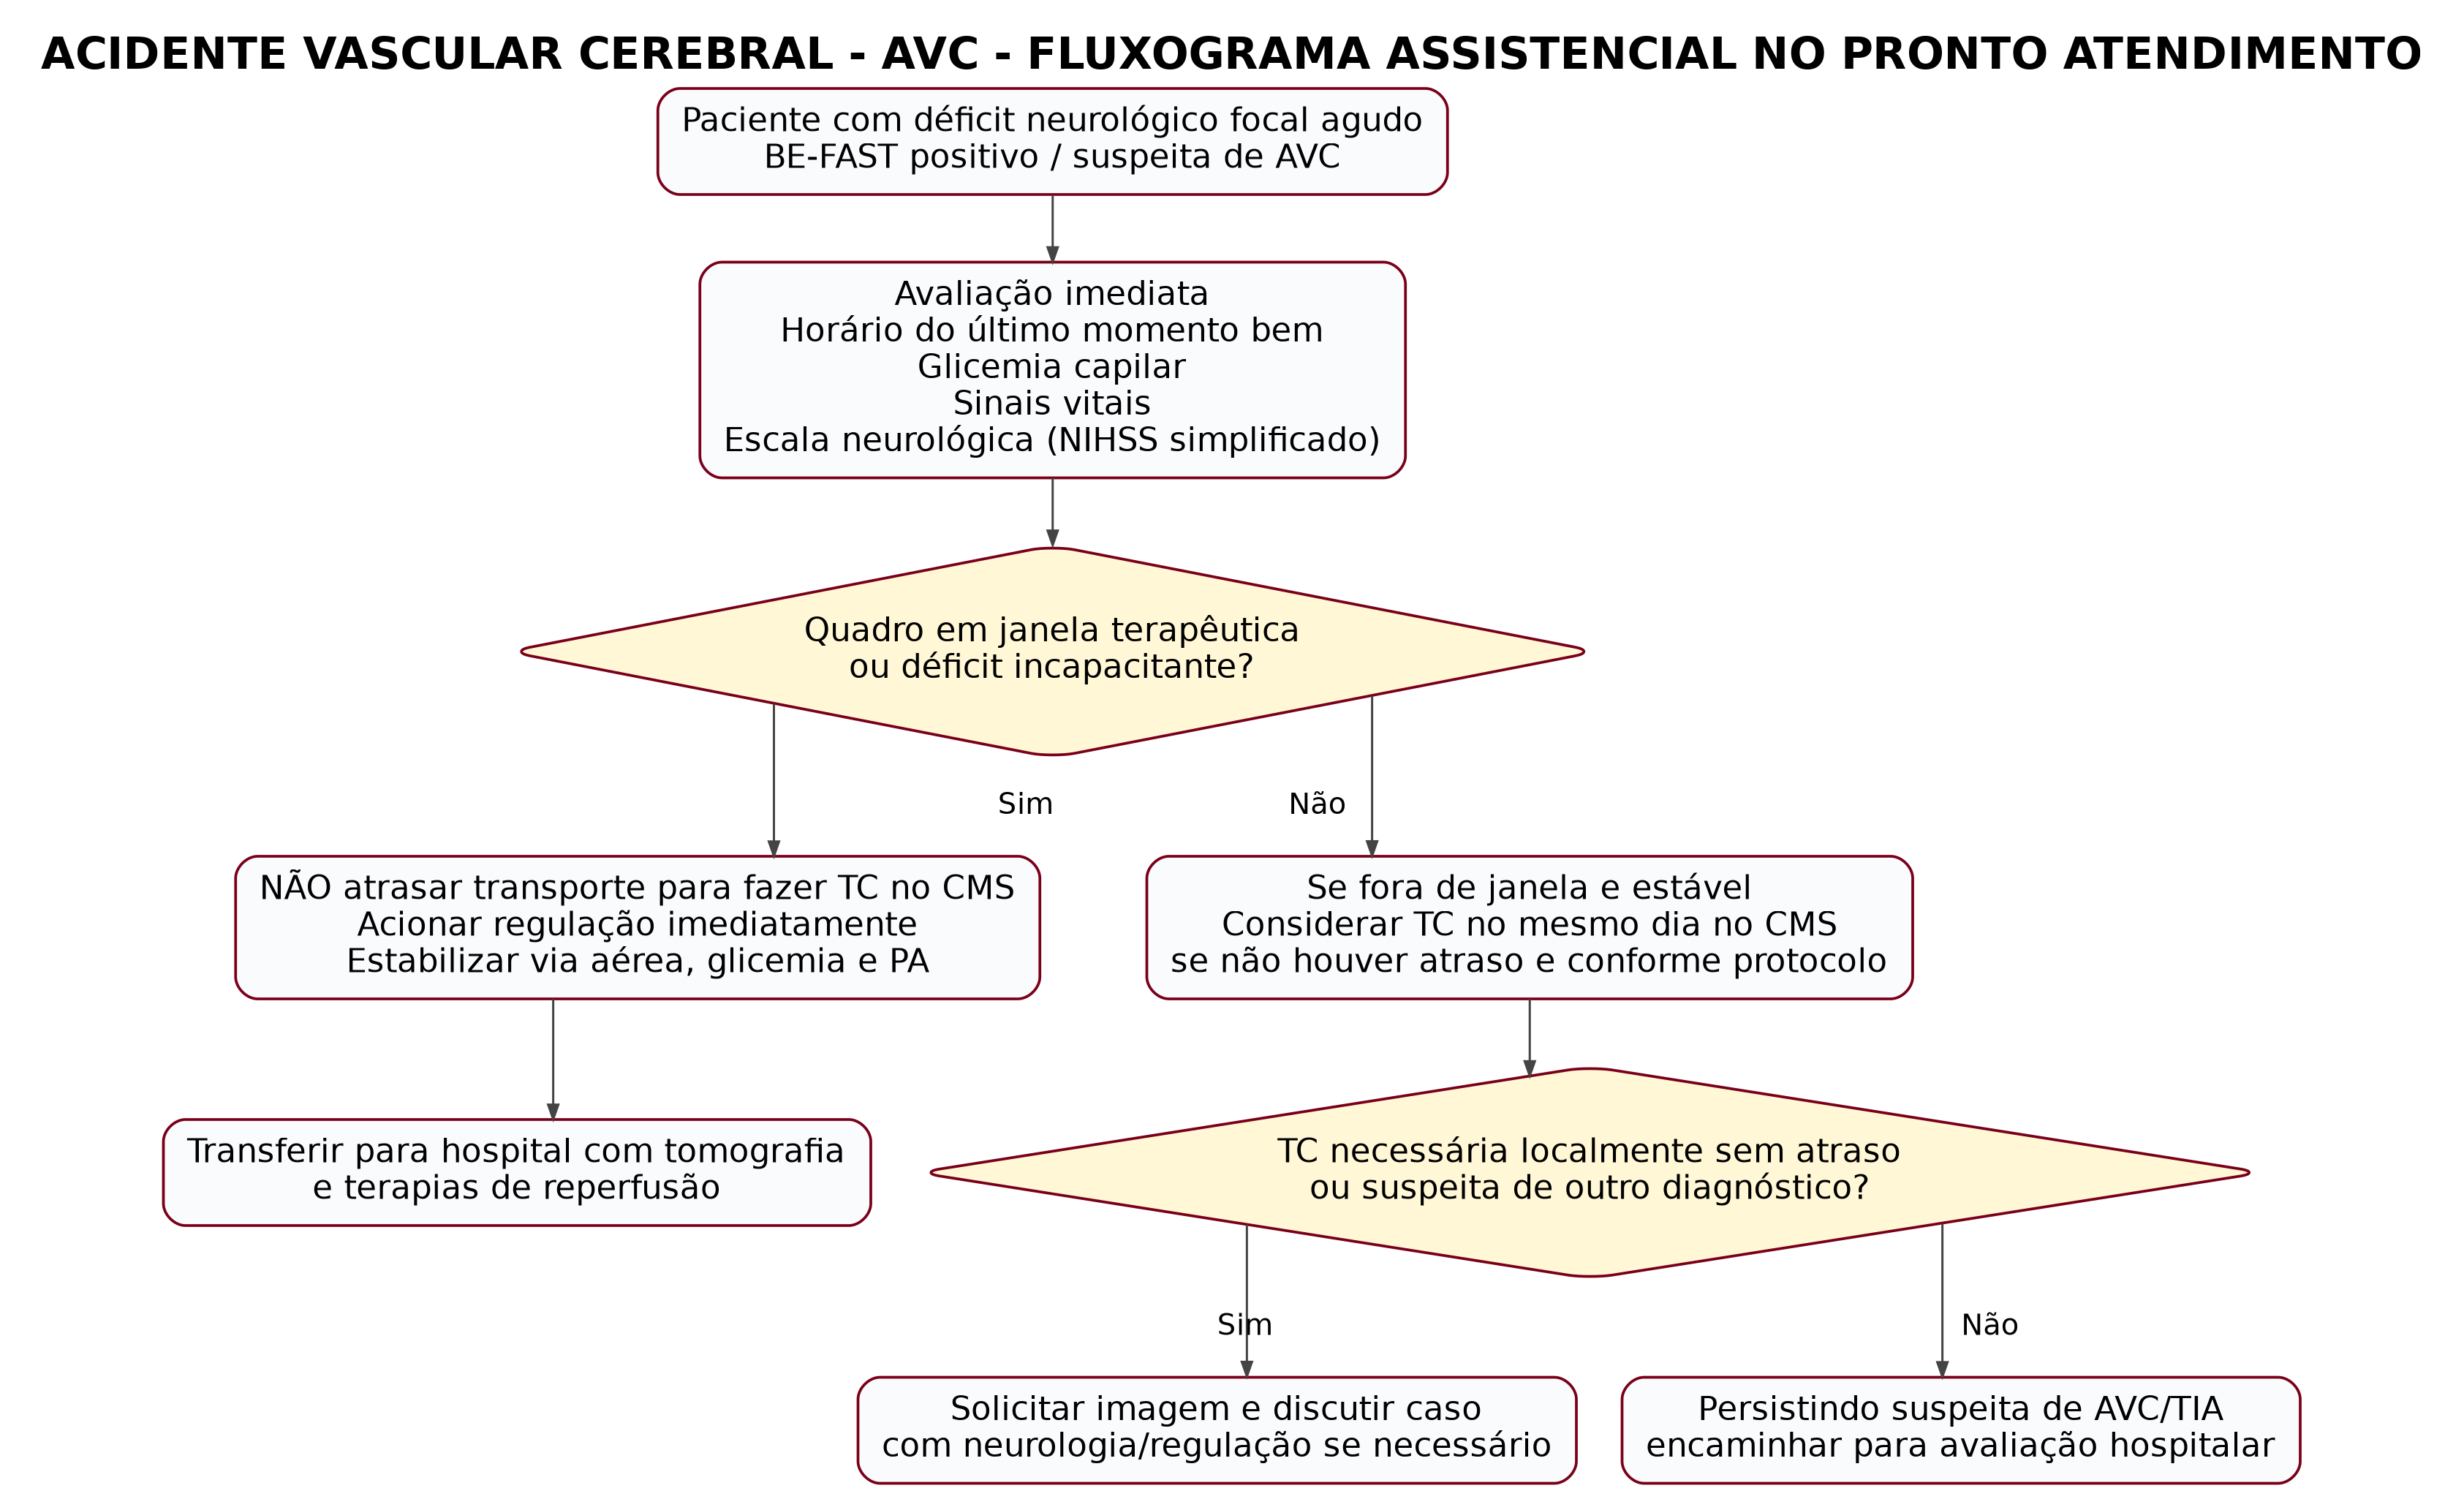 ACIDENTE VASCULAR CEREBRAL - AVC - FLUXOGRAMA ASSISTENCIAL NO PRONTO ATENDIMENTO
Paciente com déficit neurológico focal agudo
BE-FAST positivo / suspeita de AVC
Avaliação imediata
Horário do último momento bem
Glicemia capilar
Sinais vitais
Escala neurológica (NIHSS simplificado)
Quadro em janela terapêutica
ou déficit incapacitante?
Sim
Não
NÃO atrasar transporte para fazer TC no CMS
Acionar regulação imediatamente
Estabilizar via aérea, glicemia e PA
Se fora de janela e estável
Considerar TC no mesmo dia no CMS
se não houver atraso e conforme protocolo
Transferir para hospital com tomografia
e terapias de reperfusão
TC necessária localmente sem atraso
ou suspeita de outro diagnóstico?
Sim
Não
Solicitar imagem e discutir caso
com neurologia/regulação se necessário
Persistindo suspeita de AVC/TIA
encaminhar para avaliação hospitalar